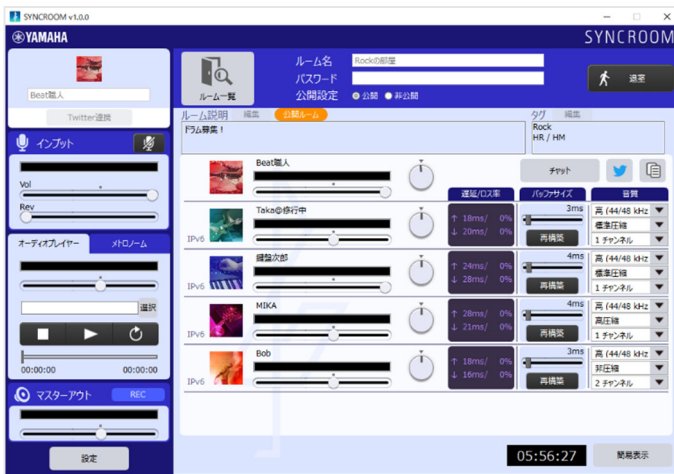 SYNCROOM v1.0.0
YAMAHA
SYNCROOM
Beat職人
Twitter連携
ルーム一覧
ルーム名
Rockの部屋
パスワード
公開設定
公開
非公開
退室
ルーム説明
編集
公開ルーム
ドラム募集！
タグ
編集
Rock
HR / HM
インプット
Vol
Rev
オーディオプレイヤー
メトロノーム
選択
00:00:00
00:00:00
マスターアウト
REC
設定
Beat職人
チャット
遅延/ロス率
バッファサイズ
音質
Taka@修行中
IPv6
↑ 18ms/ 0%
↓ 20ms/ 0%
3ms
再構築
高 (44/48 kHz
標準圧縮
1 チャンネル
鍵盤次郎
IPv6
↑ 24ms/ 0%
↓ 28ms/ 0%
4ms
再構築
高 (44/48 kHz
標準圧縮
1 チャンネル
MIKA
IPv6
↑ 28ms/ 0%
↓ 21ms/ 0%
4ms
再構築
高 (44/48 kHz
高圧縮
1 チャンネル
Bob
IPv6
↑ 18ms/ 0%
↓ 16ms/ 0%
3ms
再構築
高 (44/48 kHz
非圧縮
2 チャンネル
05:56:27
簡易表示